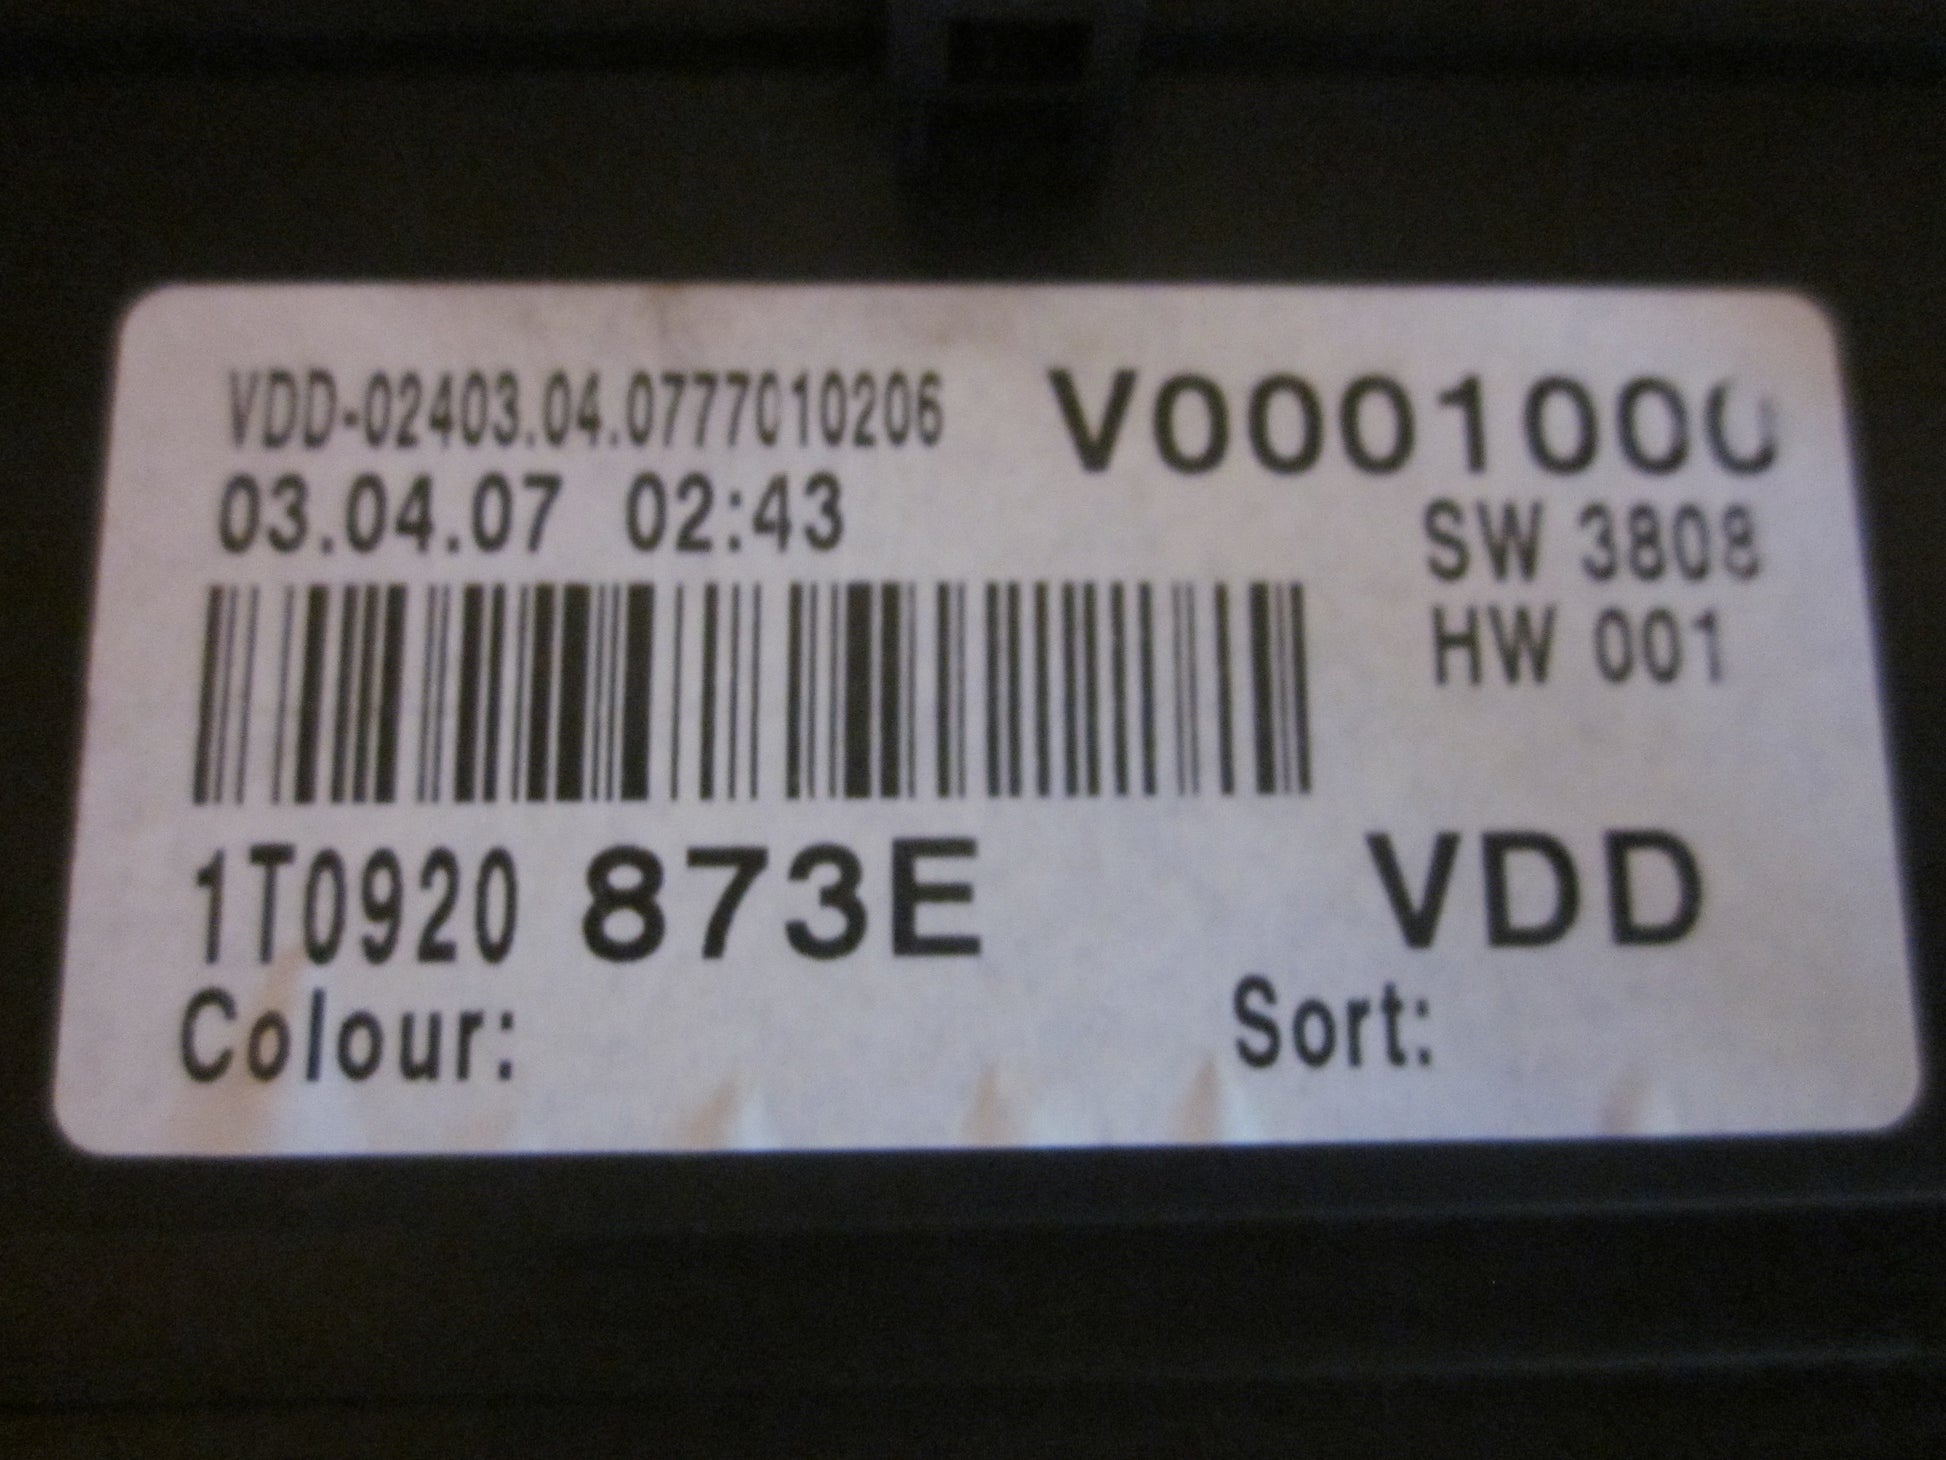 VDD-02403.04.0777010206 V0001000
03.04.07 02:43 SW 3808
HW 001
1T0920 873E VDD
Colour: Sort: